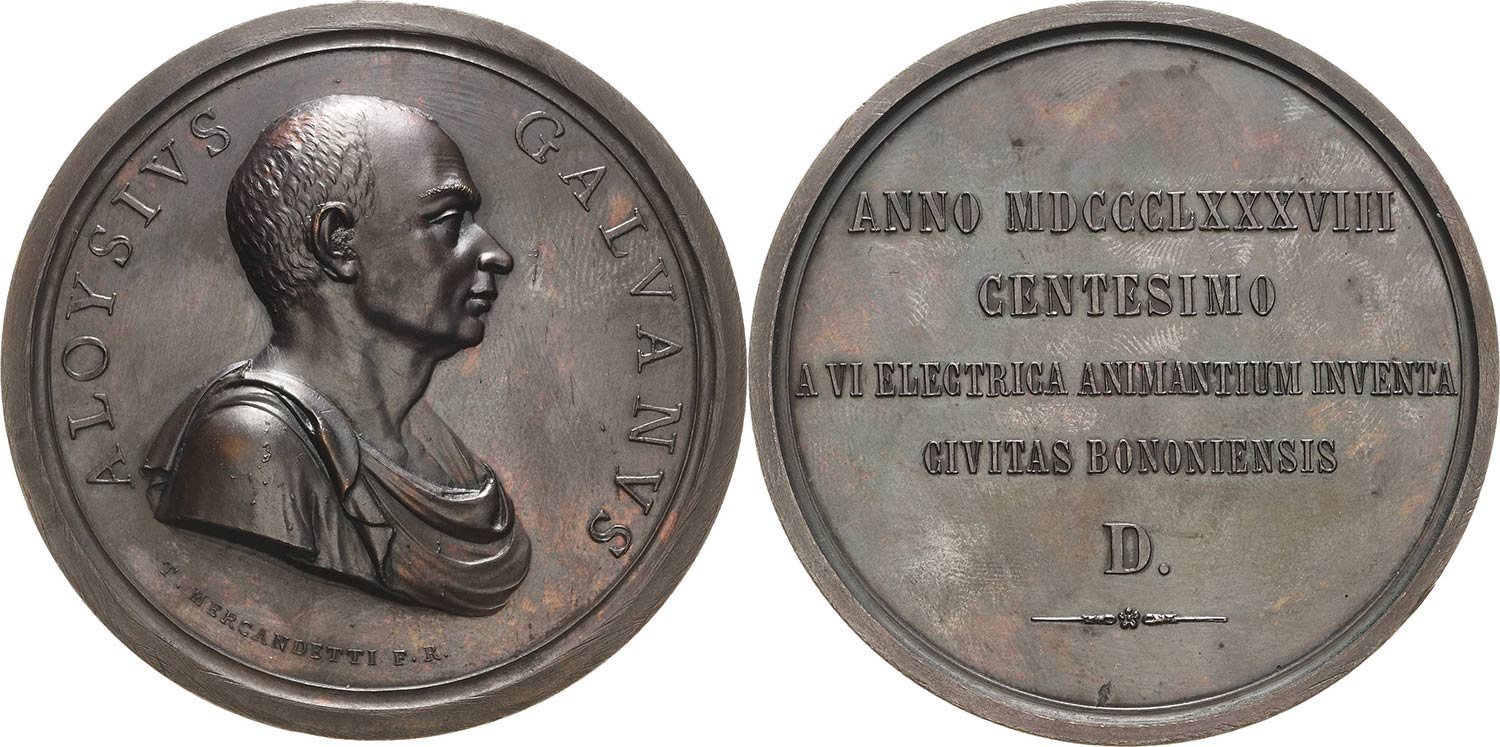 ALOYSIVS GALVANVS
T. MERCANDETTI F. R.
ANNO MDCCCLXXXVIII
CENTESIMO
A VI ELECTRICA ANIMANTIUM INVENTA
CIVITAS BONONIENSIS
D.